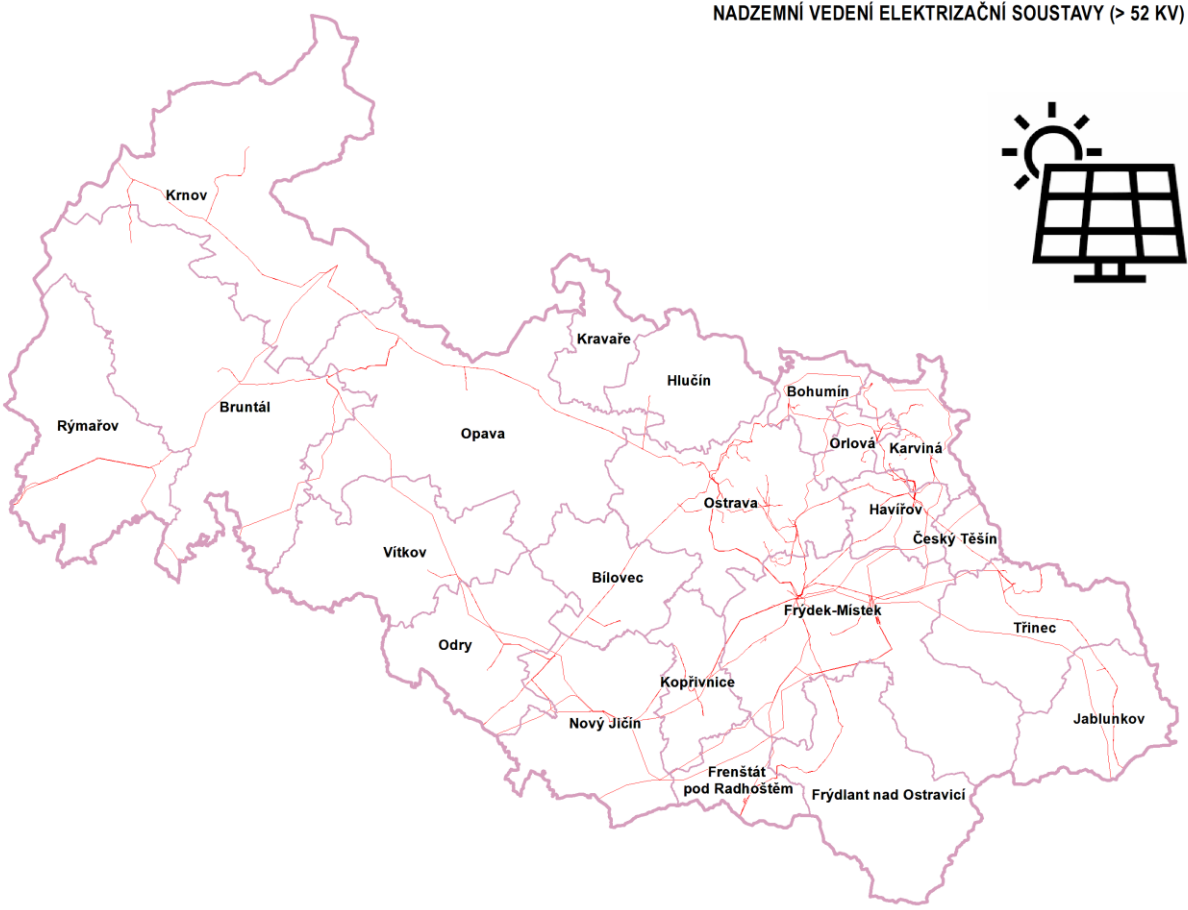 NADZEMNÍ VEDENÍ ELEKTRIZAČNÍ SOUSTAVY (> 52 KV)
Krnov
Kravaře
Hlučín
Bohumín
Rýmařov
Bruntál
Opava
Orlová
Karviná
Ostrava
Havířov
Český Těšín
Vítkov
Bílovec
Frýdek-Místek
Třinec
Odry
Kopřivnice
Nový Jičín
Jablunkov
Frenštát
pod Radhoštěm
Frýdlant nad Ostravicí